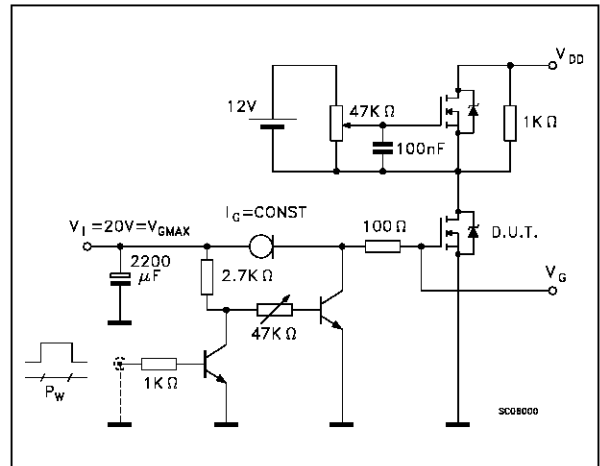 V_DD
12V
47KΩ
1KΩ
100nF
I_G=CONST
V_I=20V=V_GMAX
100Ω
D.U.T.
2200
μF
2.7KΩ
V_G
47KΩ
1KΩ
P_W
SC08000